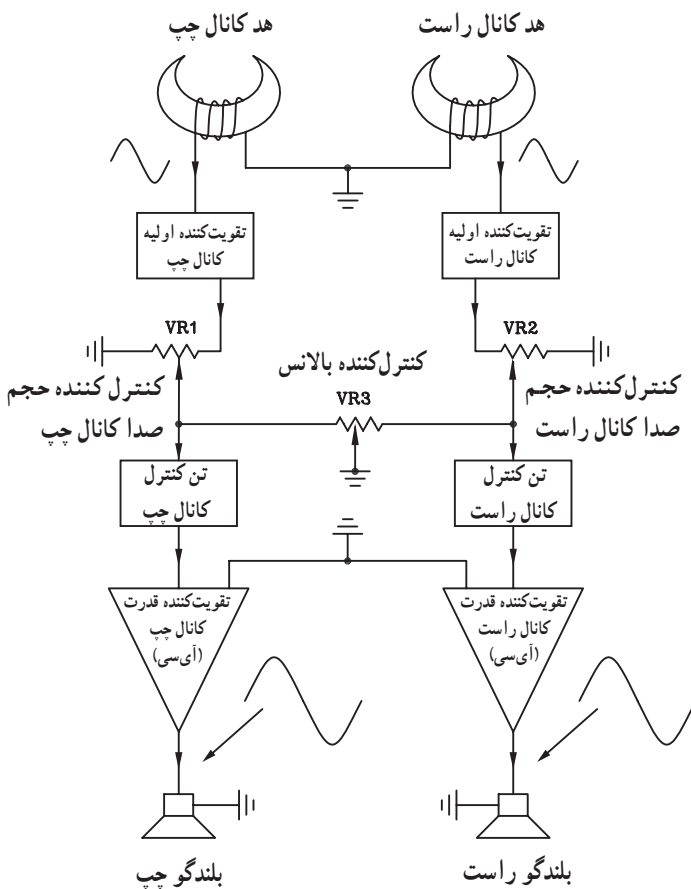 هد کانال راست
هد کانال چپ
تقویت‌کننده اولیه
کانال راست
تقویت‌کننده اولیه
کانال چپ
VR2
VR1
کنترل‌کننده بالانس
VR3
کنترل‌کننده حجم
صدا کانال راست
کنترل کننده حجم
صدا کانال چپ
تن کنترل
کانال راست
تن کنترل
کانال چپ
تقویت‌کننده قدرت
کانال راست
(آی‌سی)
تقویت‌کننده قدرت
کانال چپ
(آی‌سی)
بلندگو راست
بلندگو چپ